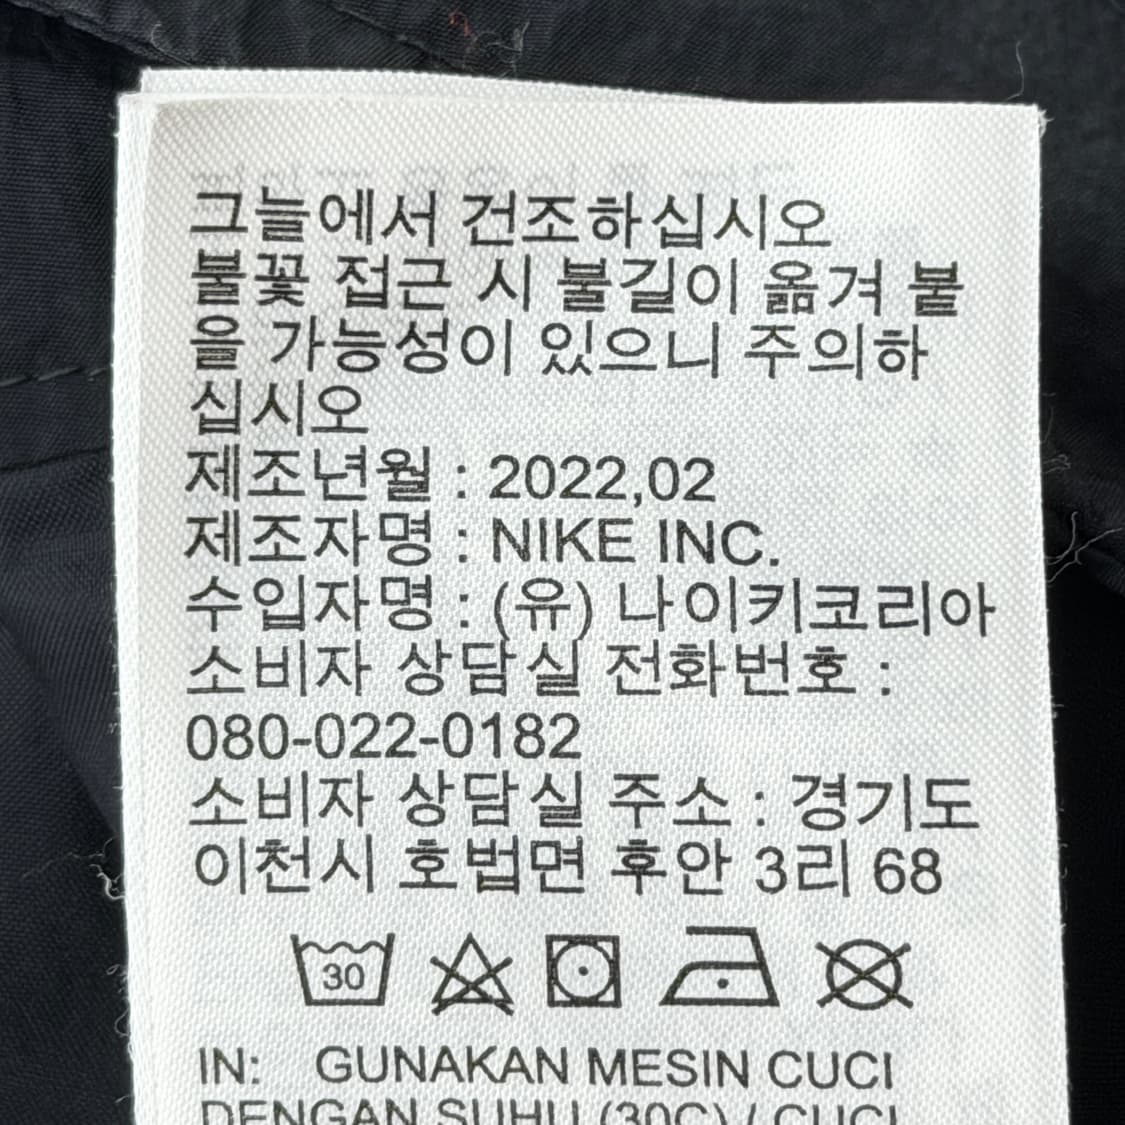 그늘에서 건조하십시오
불꽃 접근 시 불길이 옮겨 붙
을 가능성이 있으니 주의하
십시오
제조년월 : 2022,02
제조자명 : NIKE INC.
수입자명 : (유) 나이키코리아
소비자 상담실 전화번호 :
080-022-0182
소비자 상담실 주소 : 경기도
이천시 호법면 후안 3리 68
30
IN: GUNAKAN MESIN CUCI
DENGAN SUHU (30C) / CUCI